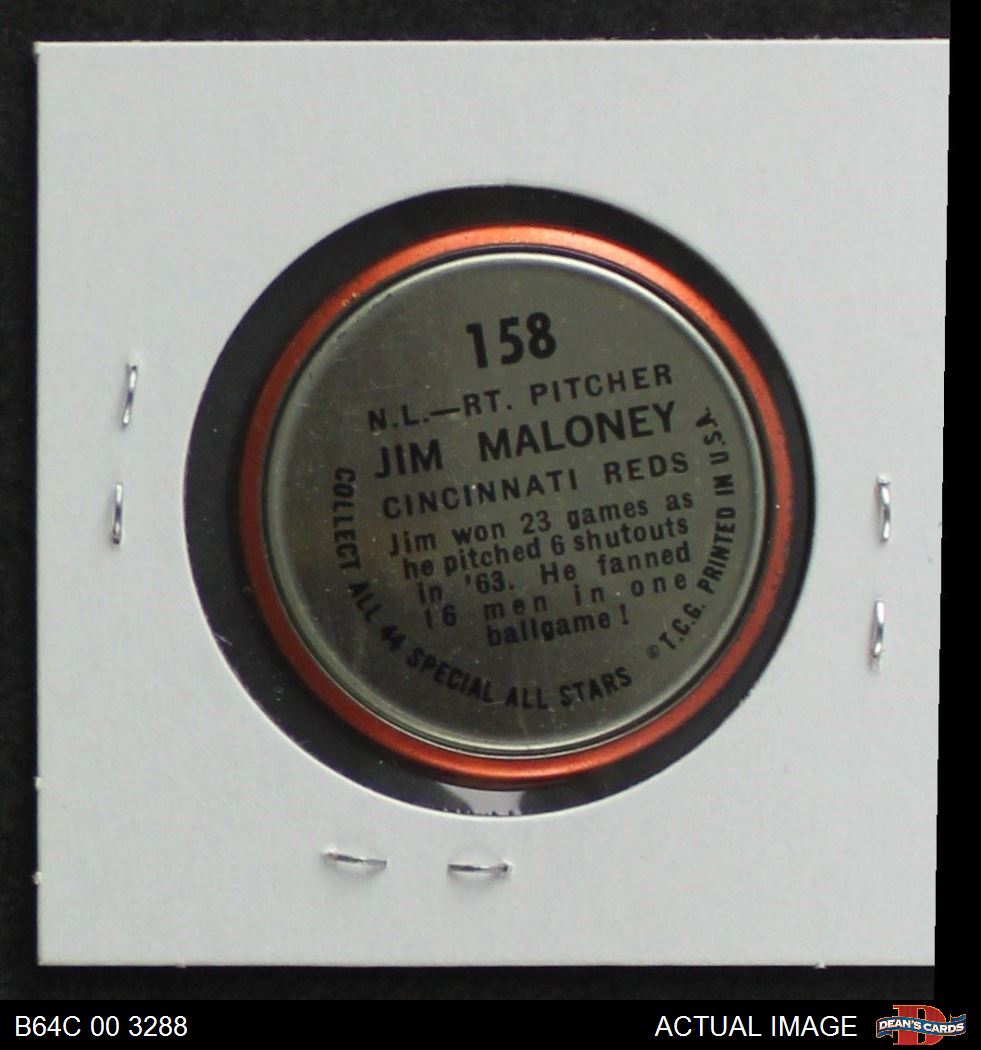 158
N.L.—RT. PITCHER
JIM MALONEY
CINCINNATI REDS
Jim won 23 games as
he pitched 6 shutouts
in '63. He fanned
16 men in one
ballgame!
COLLECT ALL 44 SPECIAL ALL STARS
©T.C.G. PRINTED IN U.S.A.
B64C 00 3288
ACTUAL IMAGE
DEAN'S CARDS